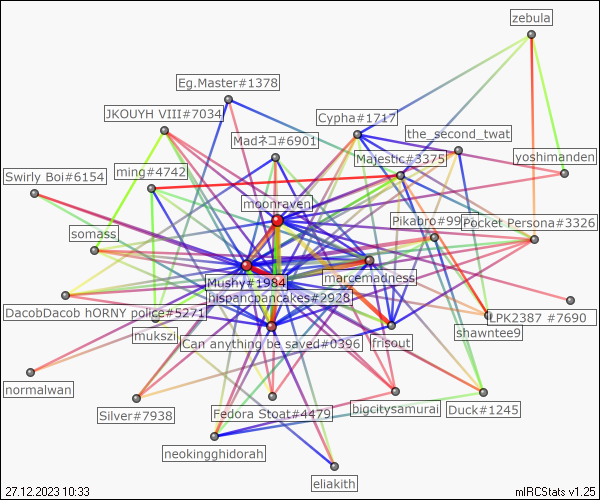 zebula
Eg.Master#1378
JKOUYH VIII#7034
Cypha#1717
the_second_twat
Madネコ#6901
Majestic#3375
yoshimanden
ming#4742
Swirly Boi#6154
moonraven
Pikabro#99
Pocket Persona#3326
somass
marcemadness
Mushy#1984
hispancpancakes#2928
DacobDacob hORNY police#5271
LPK2387 #7690
shawntee9
mukszi
Can anything be saved#0396
frisout
normalwan
Silver#7938
Fedora Stoat#4479
bigcitysamurai
Duck#1245
neokingghidorah
eliakith
27.12.2023 10:33
mIRCStats v1.25